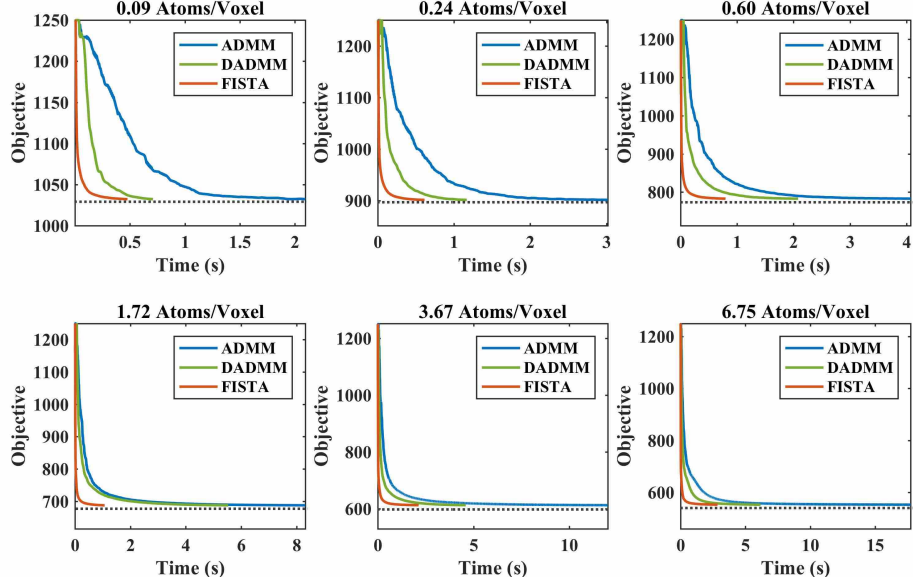 0.09 Atoms/Voxel
0.24 Atoms/Voxel
0.60 Atoms/Voxel
1250
1200
1150
1100
1050
1000
Objective
ADMM
DADMM
FISTA
0.5
1
1.5
2
Time (s)
1200
1100
1000
900
Objective
ADMM
DADMM
FISTA
0
1
2
3
Time (s)
1200
1100
1000
900
800
Objective
ADMM
DADMM
FISTA
0
1
2
3
4
Time (s)
1.72 Atoms/Voxel
3.67 Atoms/Voxel
6.75 Atoms/Voxel
1200
1100
1000
900
800
700
Objective
ADMM
DADMM
FISTA
0
2
4
6
8
Time (s)
1200
1000
800
600
Objective
ADMM
DADMM
FISTA
0
5
10
Time (s)
1200
1000
800
600
Objective
ADMM
DADMM
FISTA
0
5
10
15
Time (s)